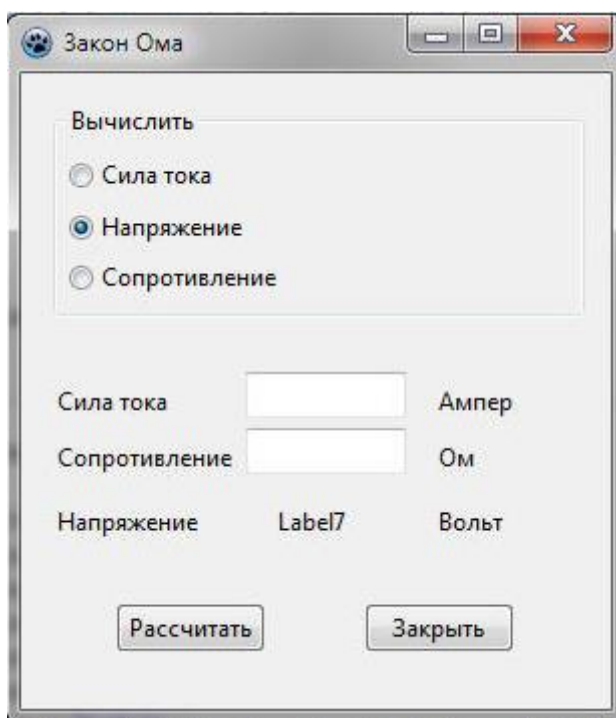 Закон Ома
Вычислить
Сила тока
Напряжение
Сопротивление
Сила тока Ампер
Сопротивление Ом
Напряжение Label7 Вольт
Рассчитать Закрыть